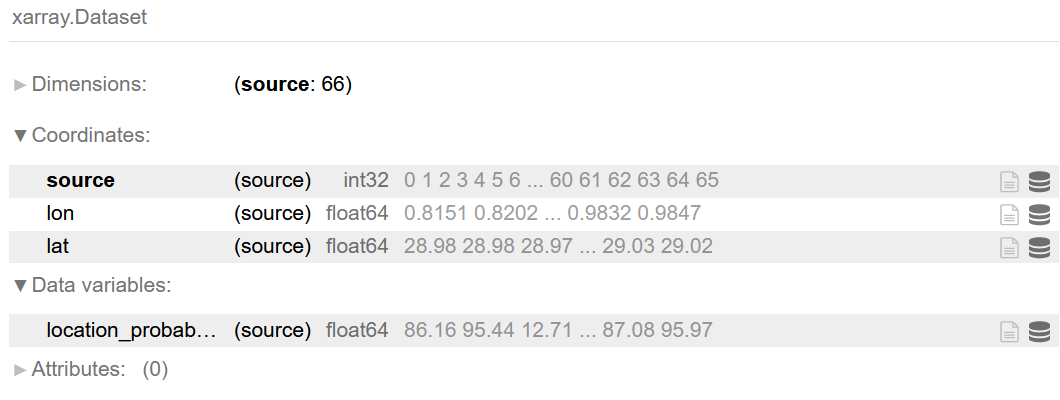 xarray.Dataset
► Dimensions: (source: 66)
▼ Coordinates:
source (source) int32 0 1 2 3 4 5 6 ... 60 61 62 63 64 65
lon (source) float64 0.8151 0.8202 ... 0.9832 0.9847
lat (source) float64 28.98 28.98 28.97 ... 29.03 29.02
▼ Data variables:
location_probab... (source) float64 86.16 95.44 12.71 ... 87.08 95.97
► Attributes: (0)